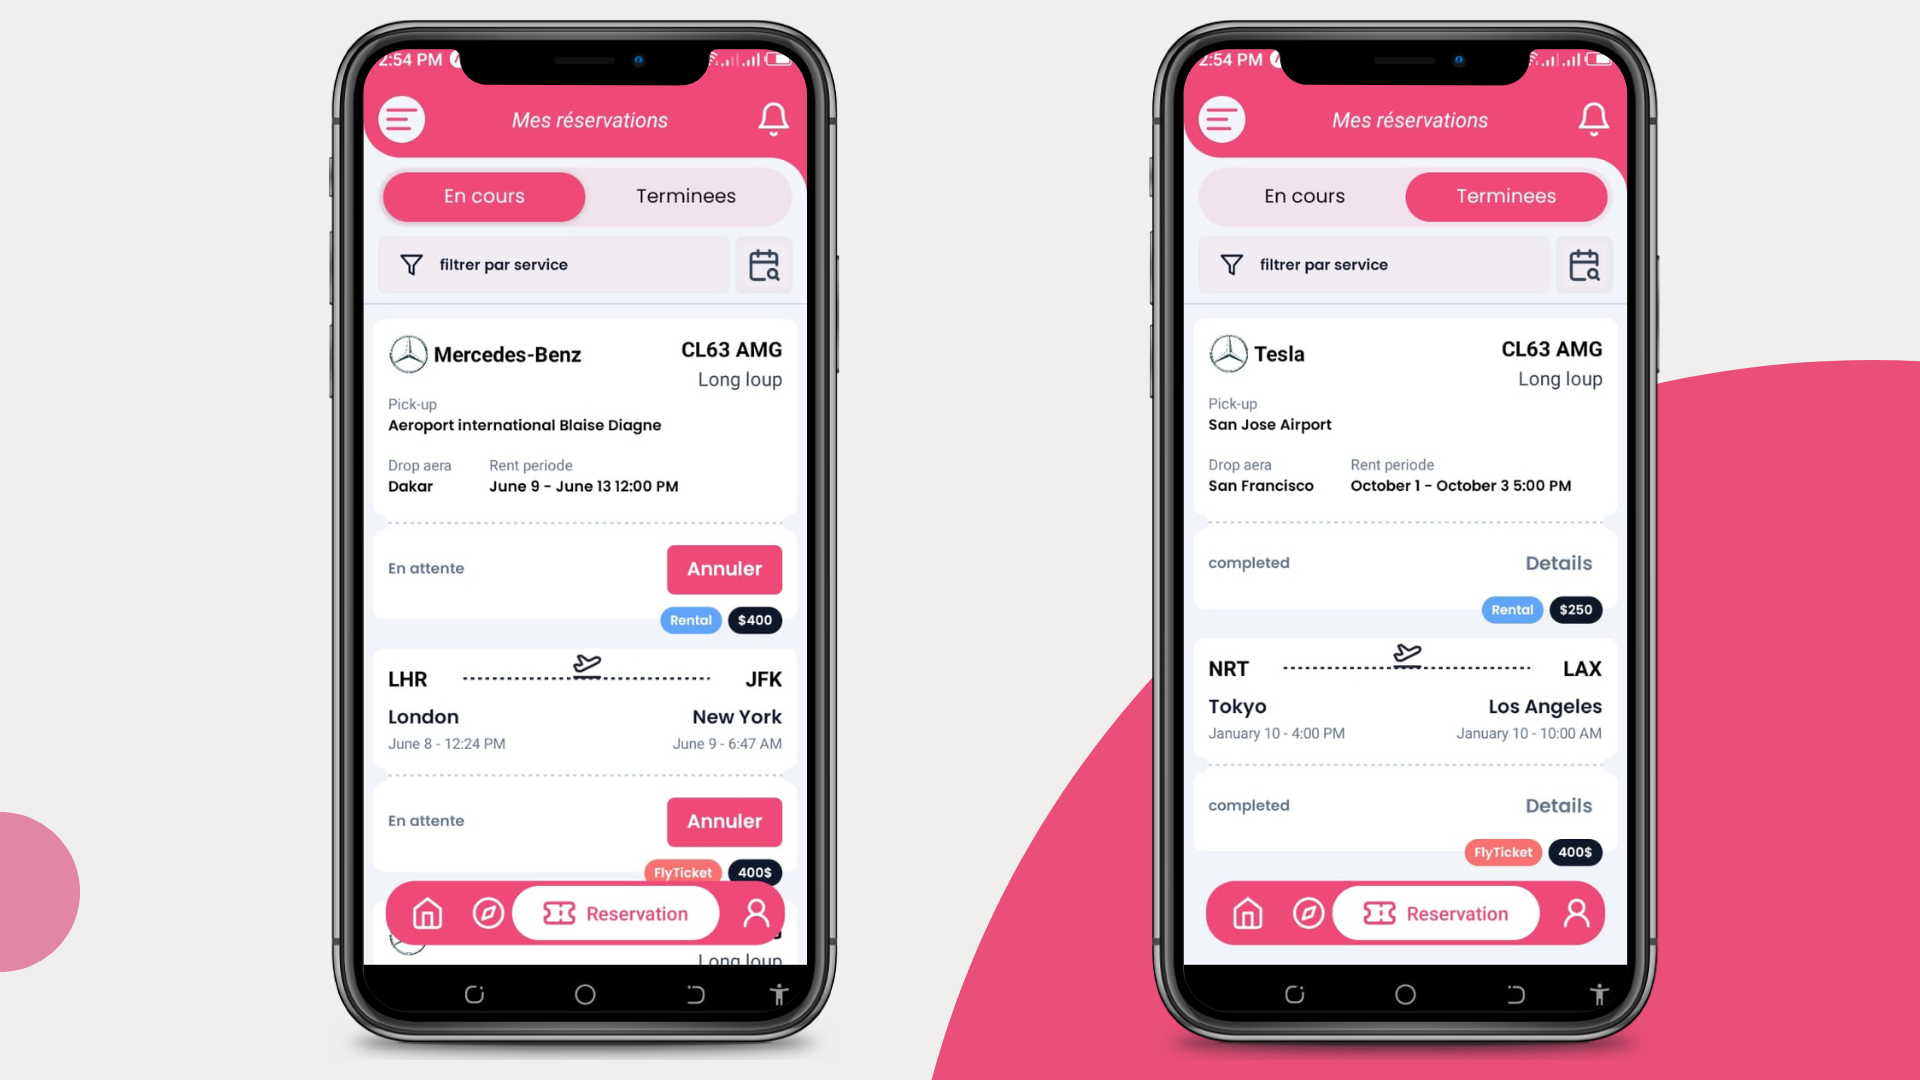 2:54 PM
Mes réservations
En cours
Terminees
filtrer par service
Mercedes-Benz
CL63 AMG
Long loup
Pick-up
Aeroport international Blaise Diagne
Drop aera
Rent periode
Dakar
June 9 - June 13 12:00 PM
En attente
Annuler
Rental
$400
LHR
JFK
London
New York
June 8 - 12:24 PM
June 9 - 6:47 AM
En attente
Annuler
FlyTicket
400$
Reservation
Long loup
2:54 PM
Mes réservations
En cours
Terminees
filtrer par service
Tesla
CL63 AMG
Long loup
Pick-up
San Jose Airport
Drop aera
Rent periode
San Francisco
October 1 - October 3 5:00 PM
completed
Details
Rental
$250
NRT
LAX
Tokyo
Los Angeles
January 10 - 4:00 PM
January 10 - 10:00 AM
completed
Details
FlyTicket
400$
Reservation